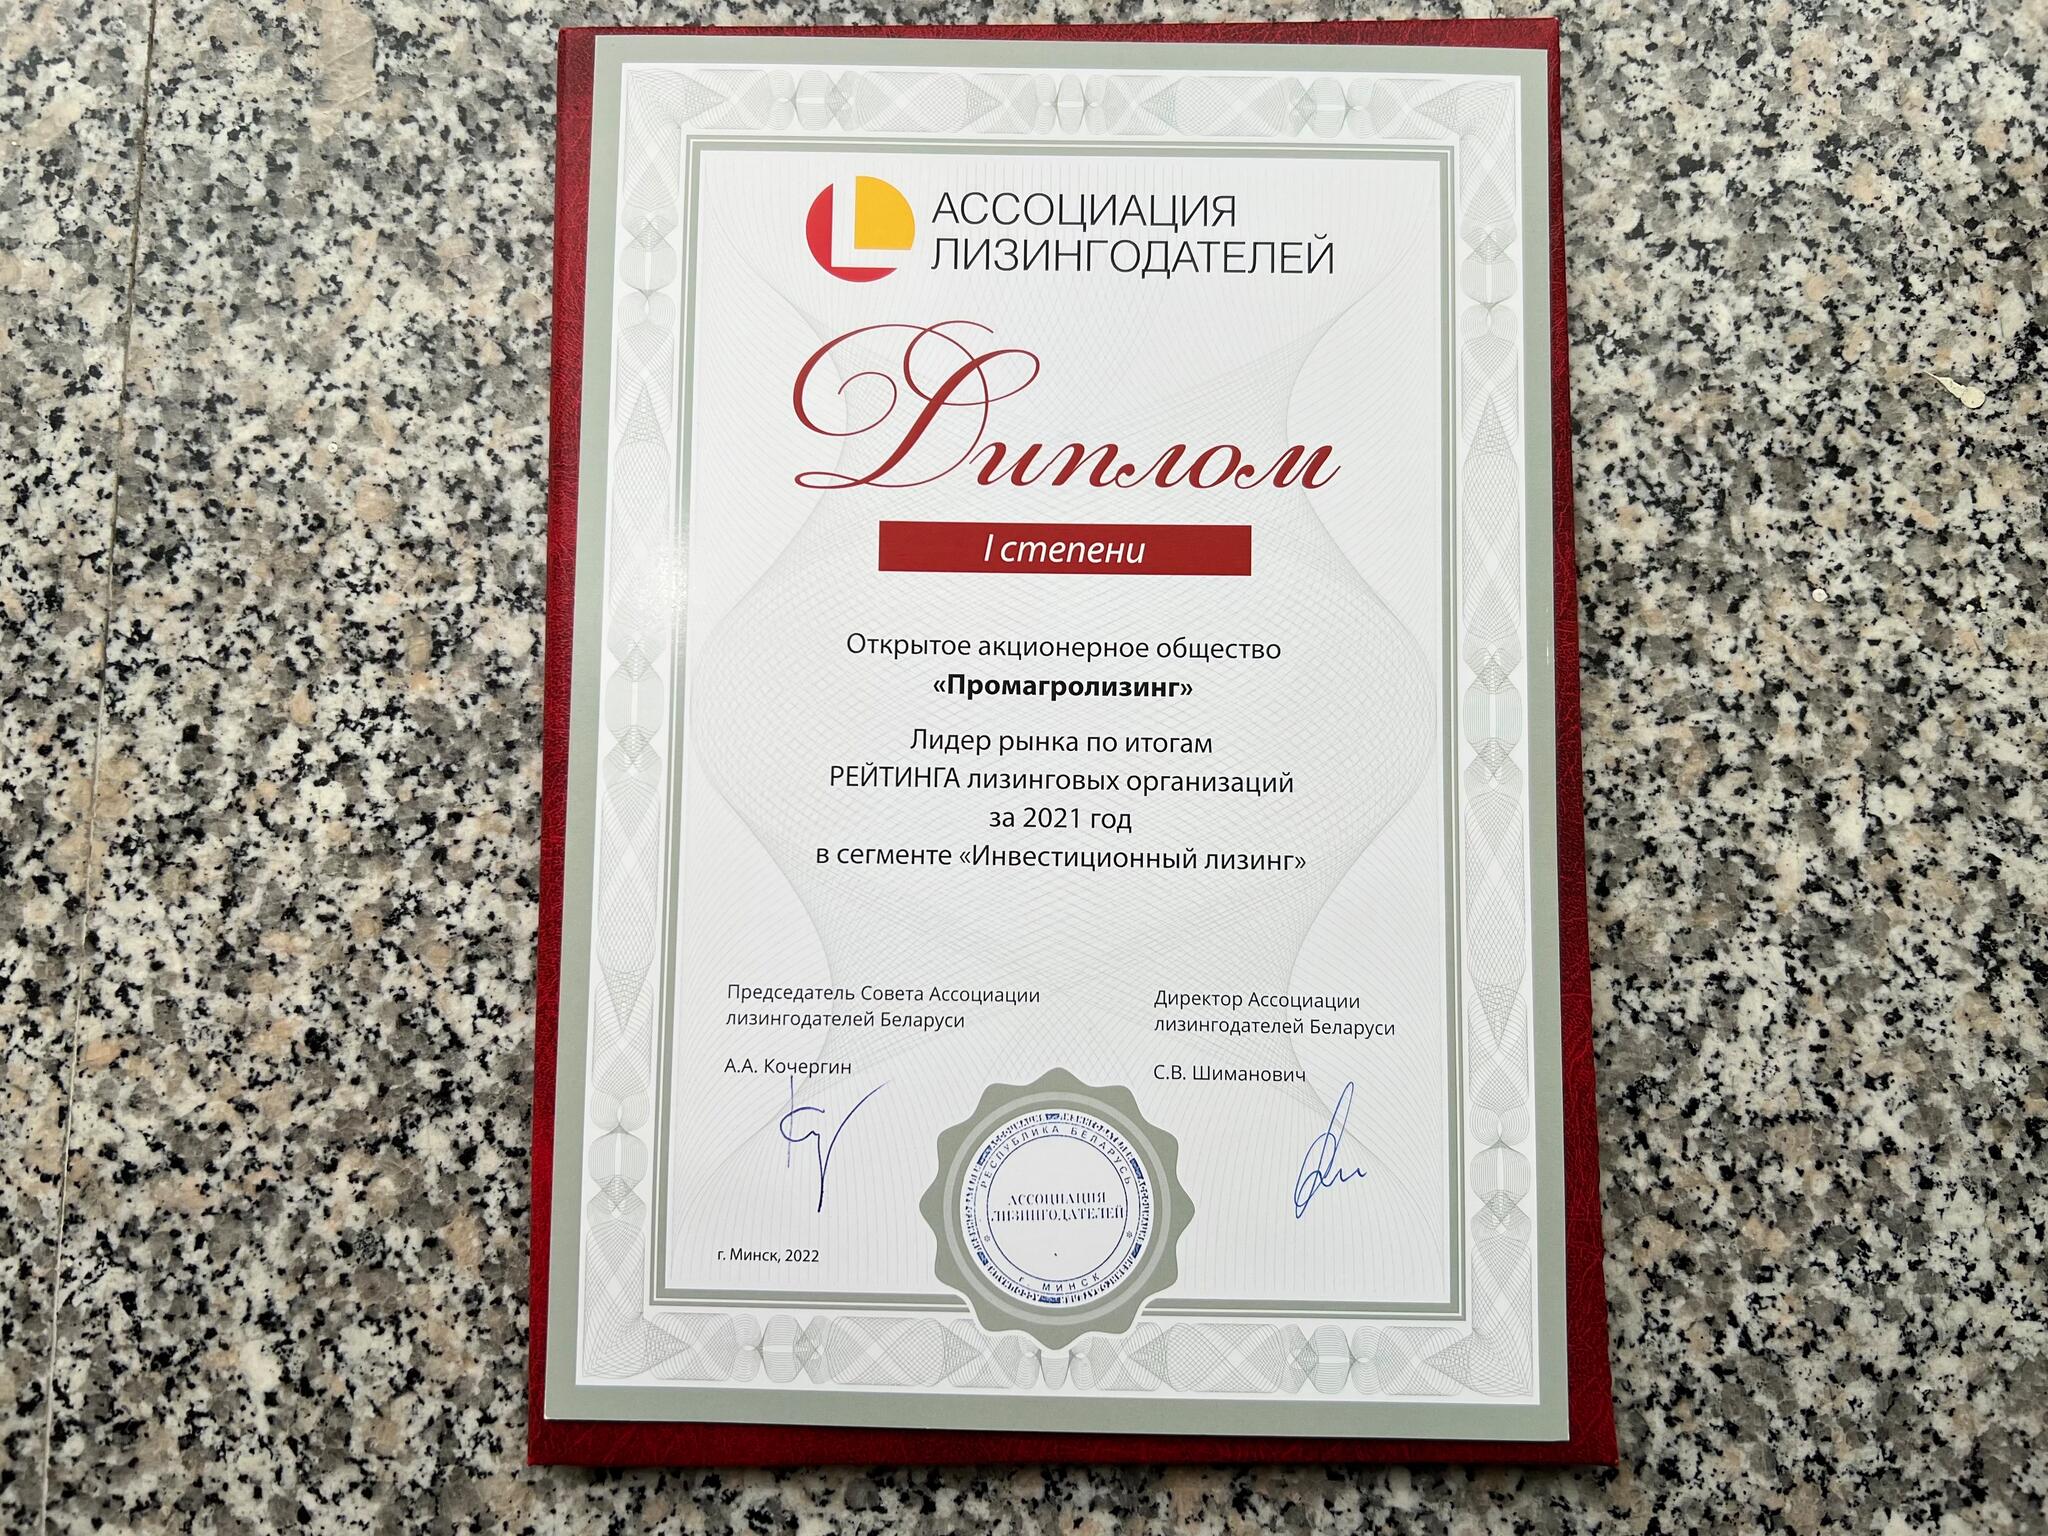 АССОЦИАЦИЯ
ЛИЗИНГОДАТЕЛЕЙ
Диплом
I степени
Открытое акционерное общество
«Промагролизинг»
Лидер рынка по итогам
РЕЙТИНГА лизинговых организаций
за 2021 год
в сегменте «Инвестиционный лизинг»
Председатель Совета Ассоциации
лизингодателей Беларуси
А.А. Кочергин
Директор Ассоциации
лизингодателей Беларуси
С.В. Шиманович
РЕСПУБЛИКА БЕЛАРУСЬ
АССОЦИАЦИЯ
ЛИЗИНГОДАТЕЛЕЙ
г. МИНСК
г. Минск, 2022